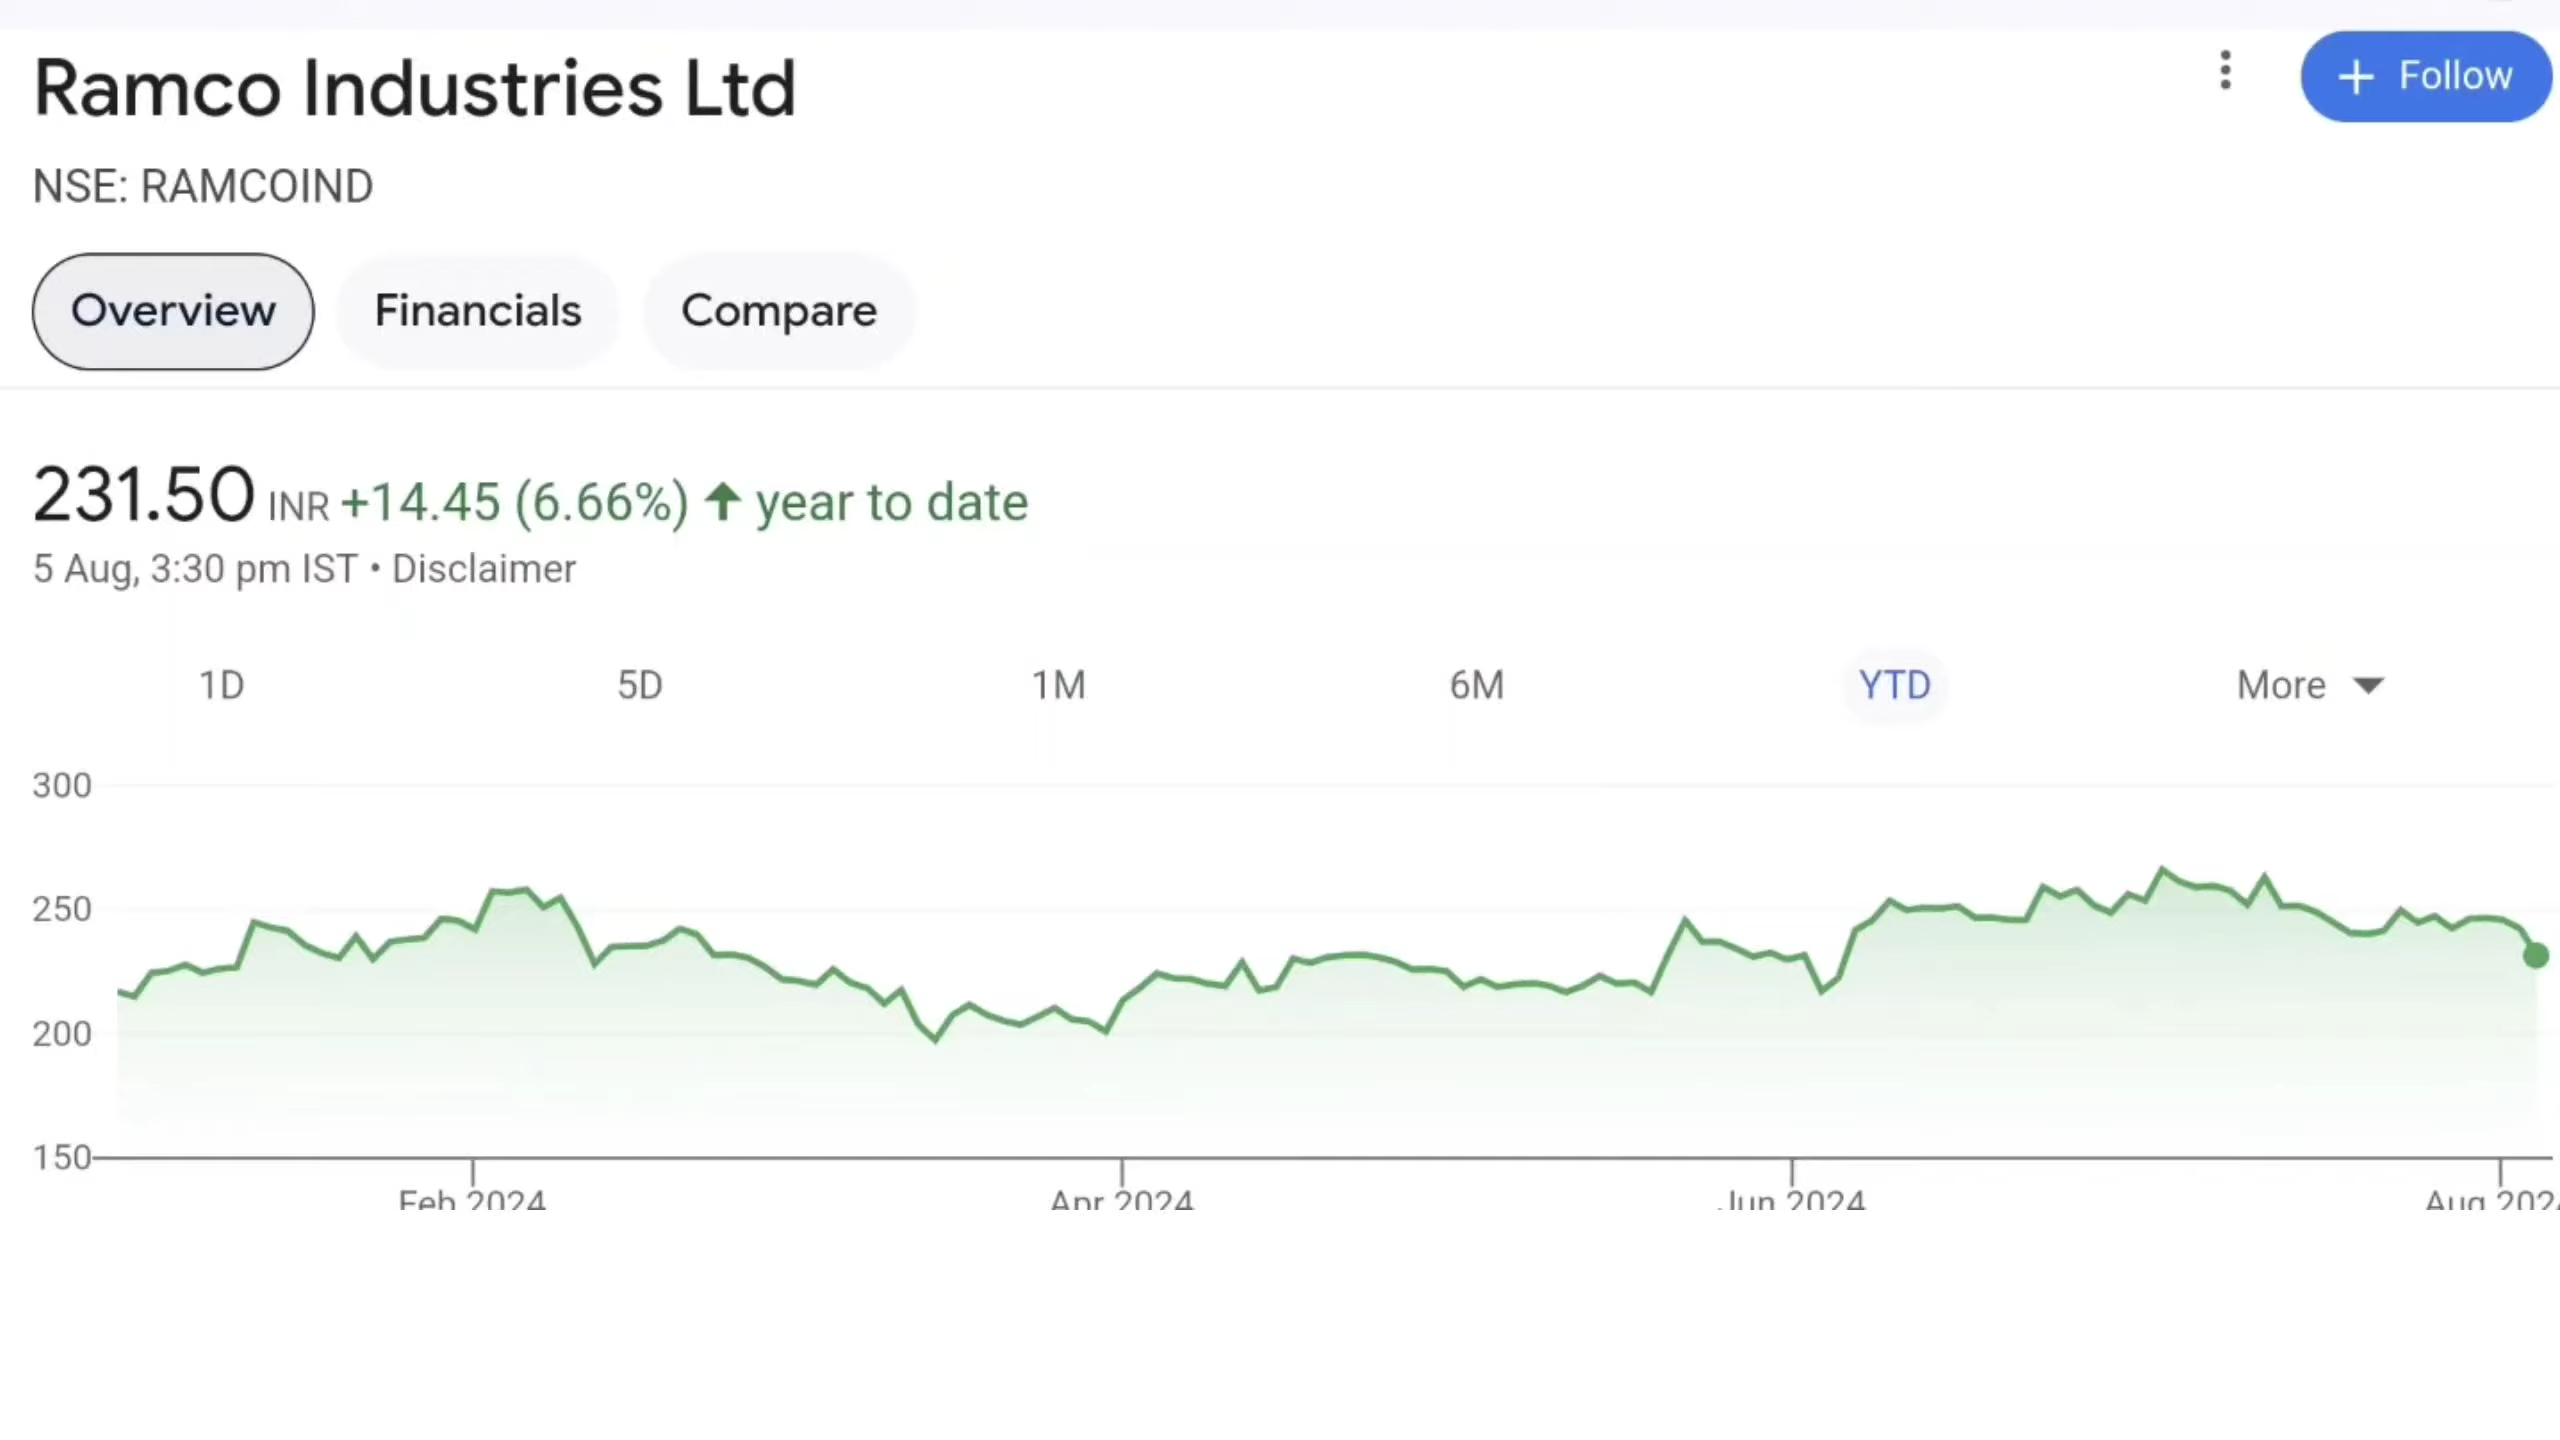 Ramco Industries Ltd
+ Follow
NSE: RAMCOIND
Overview Financials Compare
231.50 INR +14.45 (6.66%) ↑ year to date
5 Aug, 3:30 pm IST • Disclaimer
1D 5D 1M 6M YTD More
300
250
200
150
Feb 2024 Apr 2024 Jun 2024 Aug 202